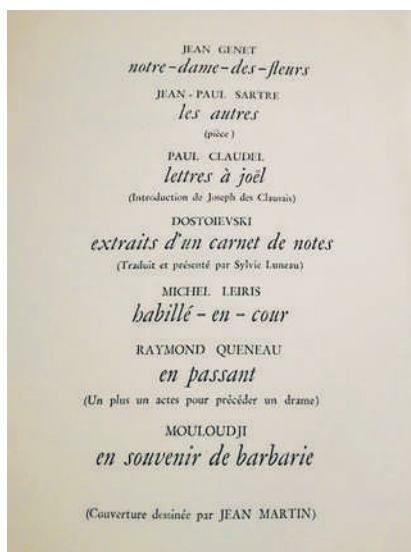 JEAN GENET
notre-dame-des-fleurs
JEAN-PAUL SARTRE
les autres
(pièce)
PAUL CLAUDEL
lettres à joël
(Introduction de Joseph des Clauzais)
DOSTOIEVSKI
extraits d'un carnet de notes
(Traduit et présenté par Sylvie Luneau)
MICHEL LEIRIS
habillé-en-cour
RAYMOND QUENEAU
en passant
(Un plus un actes pour précéder un drame)
MOULOUDJI
en souvenir de barbarie
(Couverture dessinée par JEAN MARTIN)